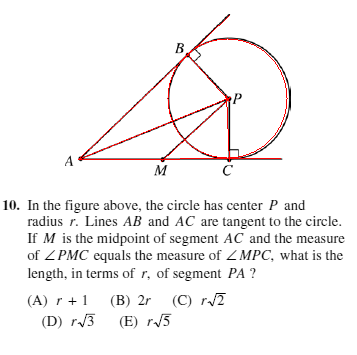 B
P
A
M
C
10. In the figure above, the circle has center P and
radius r. Lines AB and AC are tangent to the circle.
If M is the midpoint of segment AC and the measure
of ∠PMC equals the measure of ∠MPC, what is the
length, in terms of r, of segment PA ?
(A) r + 1 (B) 2r (C) r√2
(D) r√3 (E) r√5